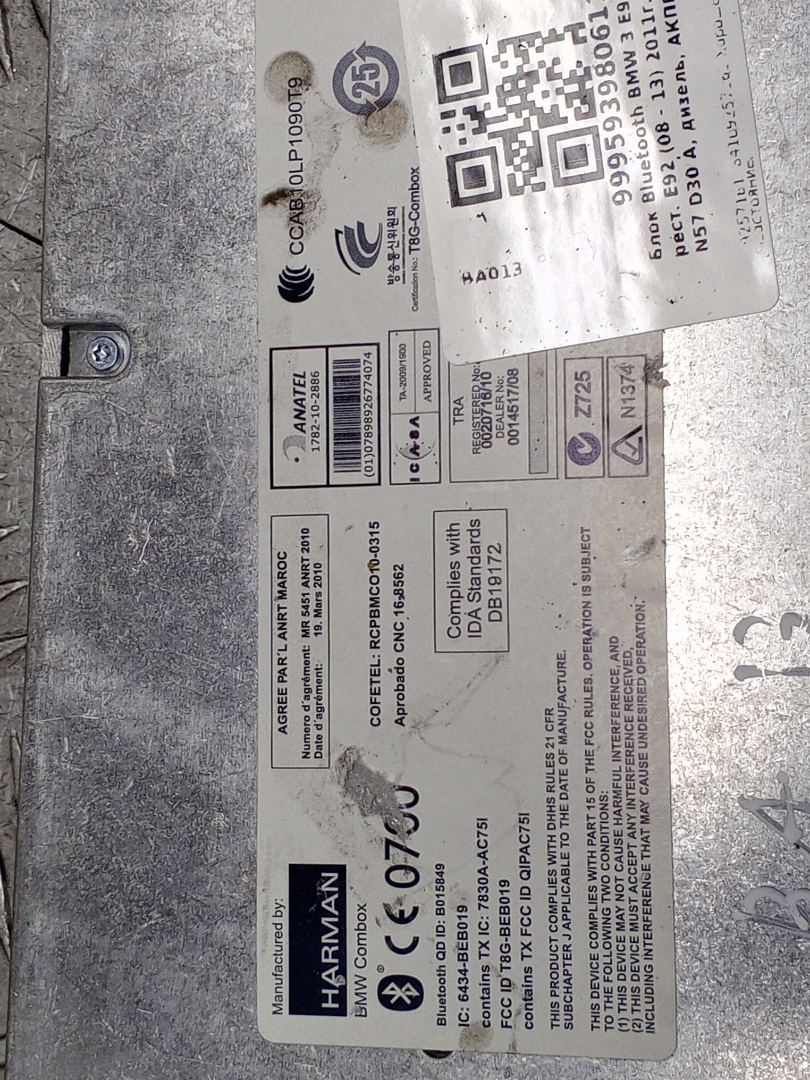 Manufactured by:
HARMAN
BMW Combox
Bluetooth QD ID: B015849
IC: 6434-BEB019
contains TX IC: 7830A-AC75I
FCC ID T8G-BEB019
contains TX FCC ID QIPAC75I
THIS PRODUCT COMPLIES WITH DHHS RULES 21 CFR
SUBCHAPTER J APPLICABLE TO THE DATE OF MANUFACTURE.
THIS DEVICE COMPLIES WITH PART 15 OF THE FCC RULES. OPERATION IS SUBJECT
TO THE FOLLOWING TWO CONDITIONS:
(1) THIS DEVICE MAY NOT CAUSE HARMFUL INTERFERENCE, AND
(2) THIS DEVICE MUST ACCEPT ANY INTERFERENCE RECEIVED,
INCLUDING INTERFERENCE THAT MAY CAUSE UNDESIRED OPERATION.
AGREE PAR'L ANRT MAROC
Numero d'agrément: MR 5451 ANRT 2010
Date d'agrément: 19. Mars 2010
COFETEL: RCPBMCO10-0315
Aprobado CNC 16-8562
Complies with
IDA Standards
DB19172
ANATEL
1782-10-2886
(01)07898926774074
ICASA
TA-2009/1900
APPROVED
TRA
REGISTERED No:
0020716/10
DEALER No:
0014517/08
Z725
N1374
CCAB10LP1090T9
25
방송통신위원회
Certification No.: T8G-Combox
9995939806
Блок Bluetooth BMW 3 E9
рест. E92 (08 - 13) 2011г.
N57 D30 A, дизель, АКП
A013